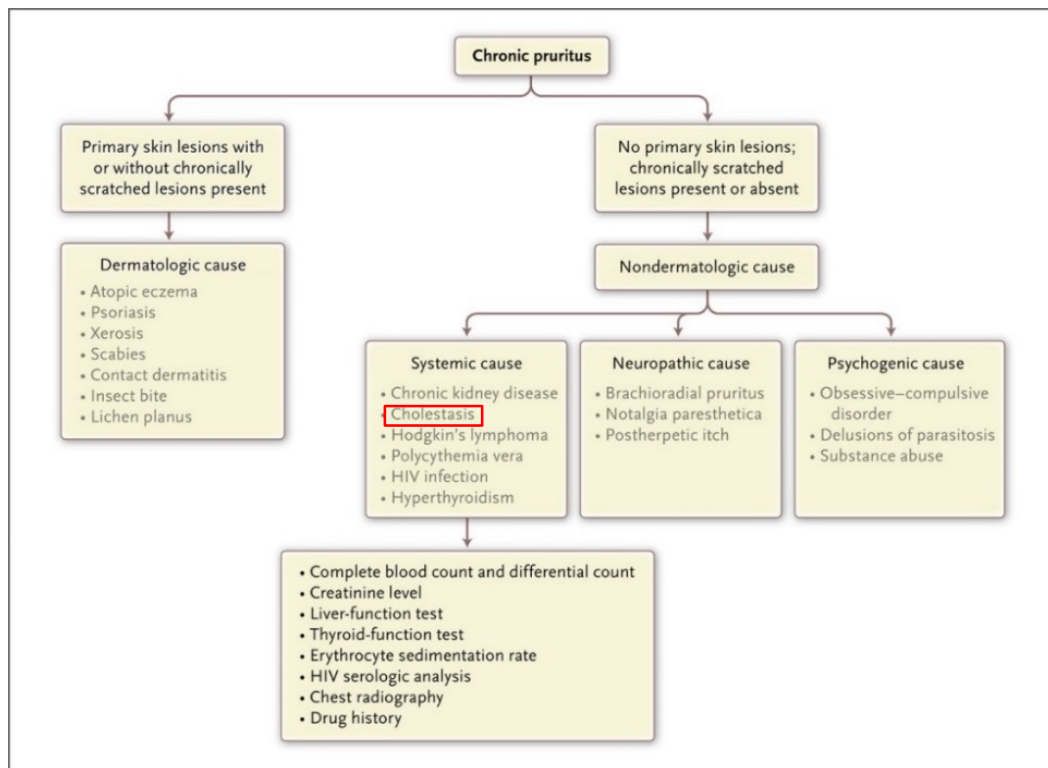 Chronic pruritus
Primary skin lesions with
or without chronically
scratched lesions present
No primary skin lesions;
chronically scratched
lesions present or absent
Dermatologic cause
• Atopic eczema
• Psoriasis
• Xerosis
• Scabies
• Contact dermatitis
• Insect bite
• Lichen planus
Nondermatologic cause
Systemic cause
• Chronic kidney disease
• Cholestasis
• Hodgkin's lymphoma
• Polycythemia vera
• HIV infection
• Hyperthyroidism
Neuropathic cause
• Brachioradial pruritus
• Notalgia paresthetica
• Postherpetic itch
Psychogenic cause
• Obsessive–compulsive
disorder
• Delusions of parasitosis
• Substance abuse
• Complete blood count and differential count
• Creatinine level
• Liver-function test
• Thyroid-function test
• Erythrocyte sedimentation rate
• HIV serologic analysis
• Chest radiography
• Drug history